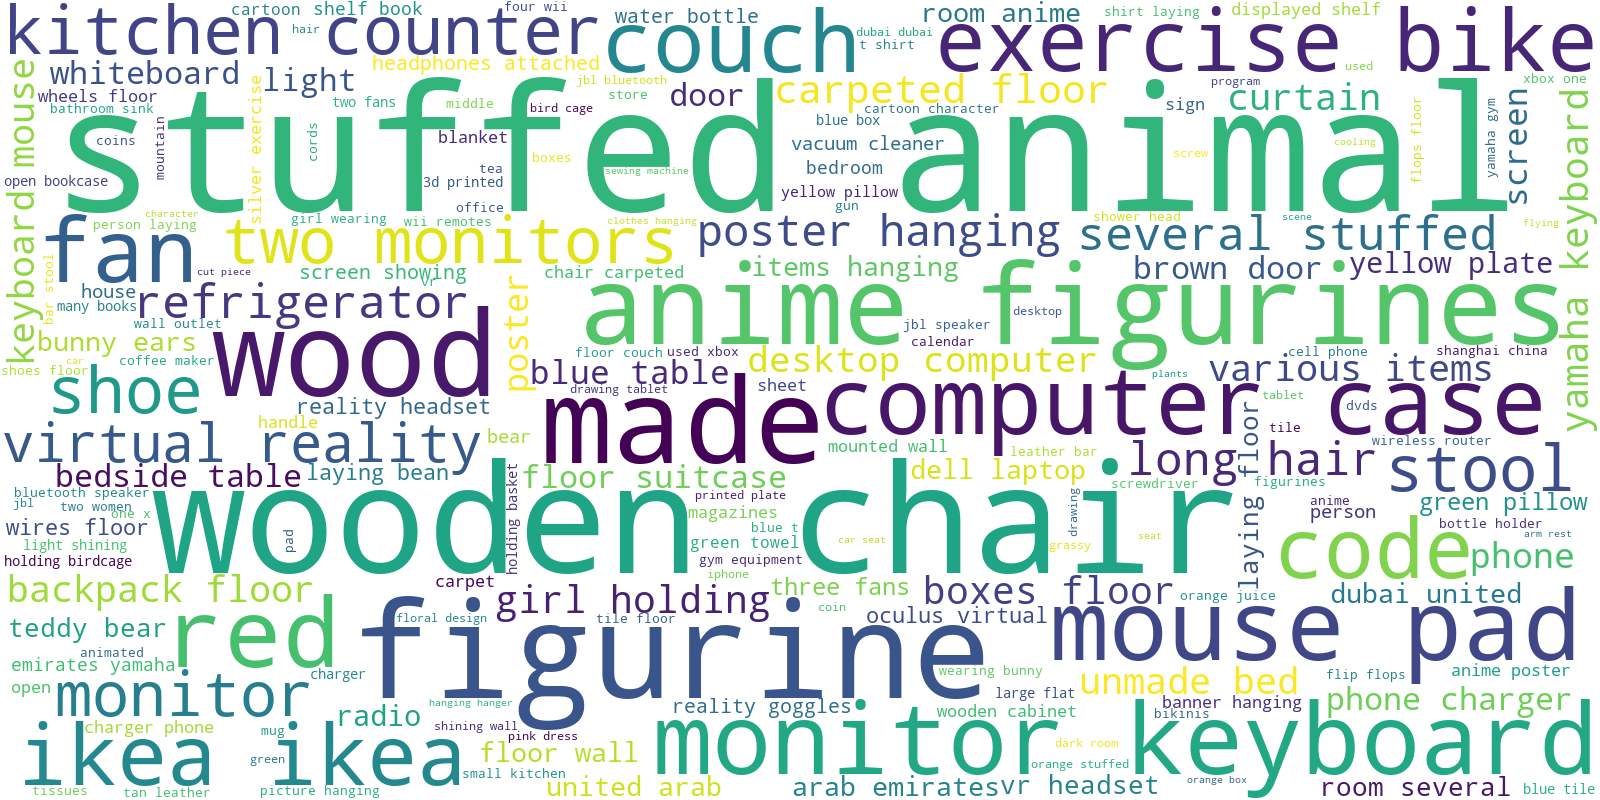 kitchen counter
cartoon shelf book
hair
four wii
couch
water bottle
room anime
dubai dubai
t shirt
shirt laying
displayed shelf
exercise bike
keyboard mouse
whiteboard
light
headphones attached
jbl bluetooth
store
door
carpeted floor
program
used
xbox one
wheels floor
bathroom sink
silver exercise
two fans
middle
bird cage
cartoon character
sign
curtain
screen
yamaha keyboard
coins
mountain
cords
blanket
boxes
blue box
vacuum cleaner
screw
cooling
flops floor
yamaha gym
stuffed animal
open bookcase
tea
3d printed
sewing machine
bedroom
yellow pillow
gun
office
character
person laying
girl wearing
wii remotes
clothes hanging
shower head
scene
flying
fan
two monitors
poster hanging
several stuffed
bar stool
cut piece
screen showing
vr
chair carpeted
items hanging
brown door
yellow plate
house
many books
refrigerator
poster
anime figurines
desktop
wall outlet
jbl speaker
calendar
bunny ears
coffee maker
car
shoes floor
wood
floor couch
used xbox
desktop computer
cell phone
shanghai china
blue table
drawing tablet
sheet
plants
various items
shoe
reality headset
handle
made
computer case
tablet
dvds
tile
virtual reality
bear
mounted wall
leather bar
laying floor
wireless router
bedside table
laying bean
holding basket
floor suitcase
dell laptop
long hair
stool
screwdriver
figurines
bluetooth speaker
jbl
two women
one x
printed plate
magazines
drawing
anime
person
green pillow
wires floor
pad
wooden chair
blue t
green towel
car seat
grassy
seat
bottle holder
arm rest
code
light shining
holding birdcage
gym equipment
iphone
phone
backpack floor
carpet
girl holding
three fans
coin
boxes floor
orange juice
dubai united
teddy bear
red
floral design
figurine
tile floor
oculus virtual
mouse pad
animated
emirates yamaha
charger
wearing bunny
unmade bed
flip flops
anime poster
open
monitor
hanging hanger
reality goggles
large flat
wooden cabinet
banner hanging
bikinis
phone charger
charger phone
mug
radio
shining wall
pink dress
ikea ikea
green
floor wall
monitor keyboard
dark room
orange stuffed
small kitchen
tissues
tan leather
picture hanging
united arab
arab emirates
vr headset
orange box
room several
blue tile